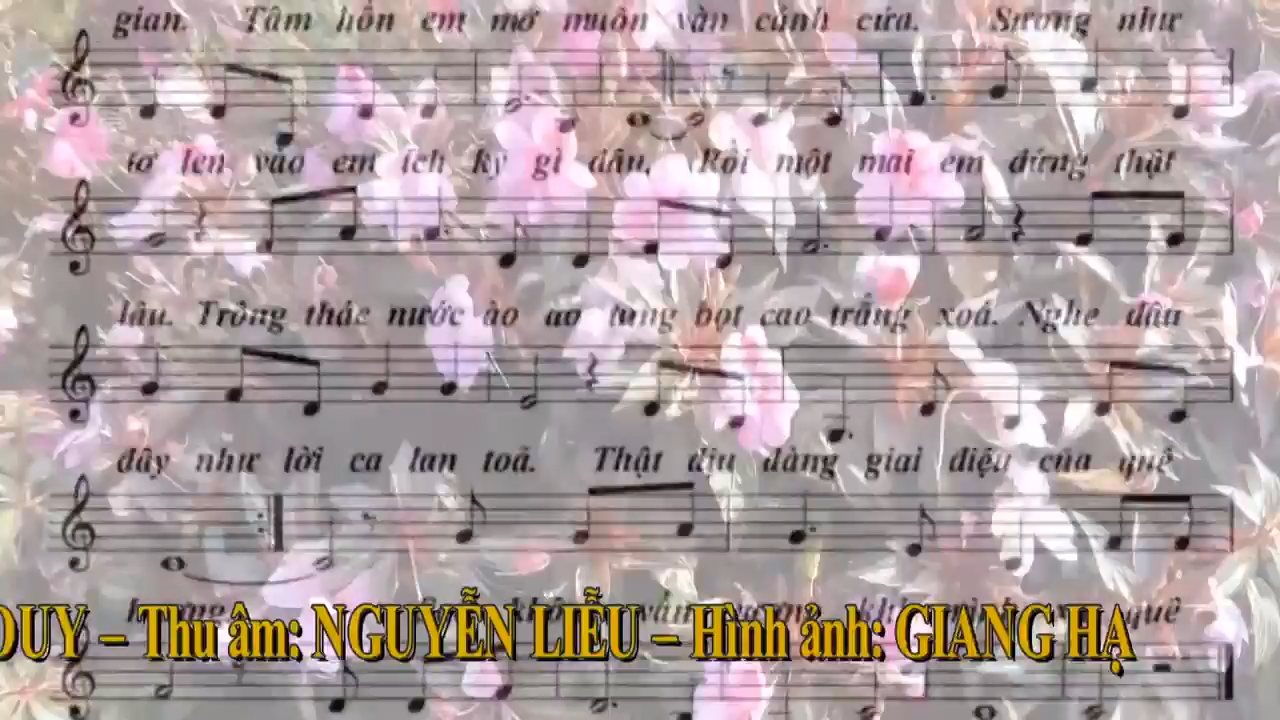 gian. Tâm hồn em mơ muôn vàn cánh cửa. Sương như
tơ len vào em ích kỷ gì đâu. Rồi một mai em đứng thật
lâu. Trông thác nước ào ao tung bọt cao trắng xoá. Nghe đâu
đây như lời ca lan toả. Thật dịu dàng giai điệu của quê
quê
DUY – Thu âm: NGUYỄN LIỄU – Hình ảnh: GIANG HẠ